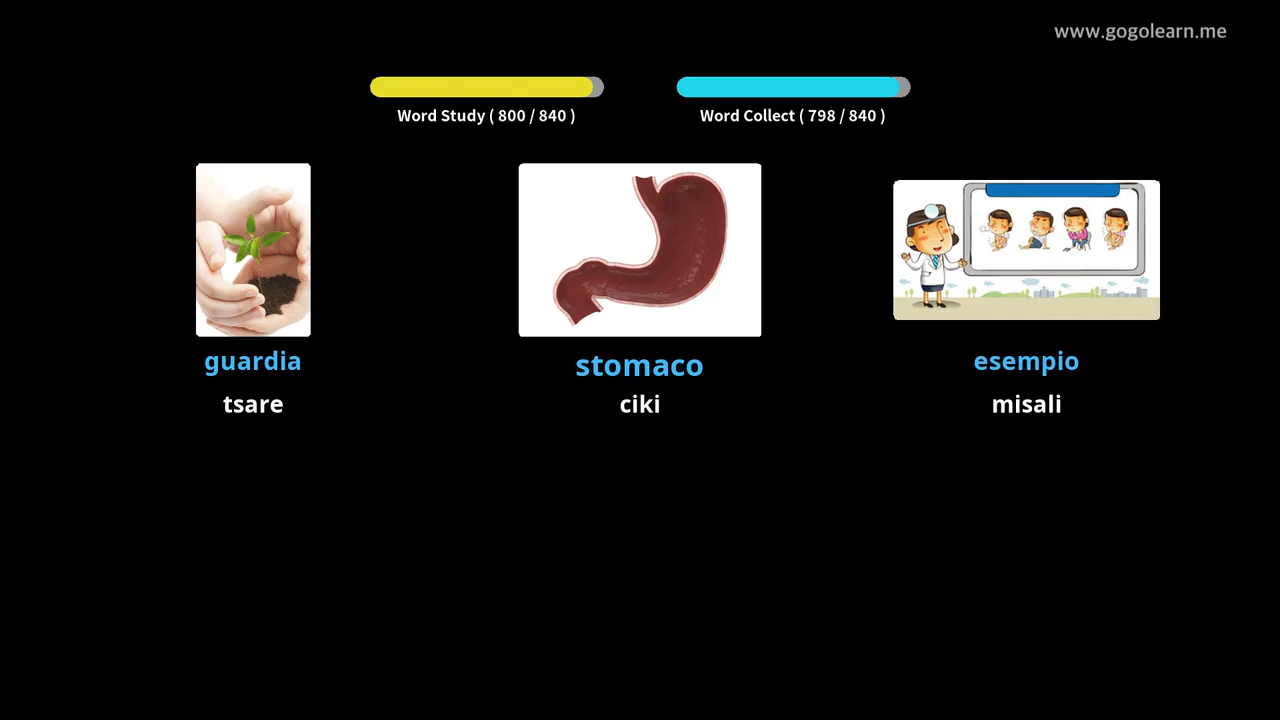 www.gogolearn.me
Word Study ( 800 / 840 )
Word Collect ( 798 / 840 )
guardia
tsare
stomaco
ciki
esempio
misali